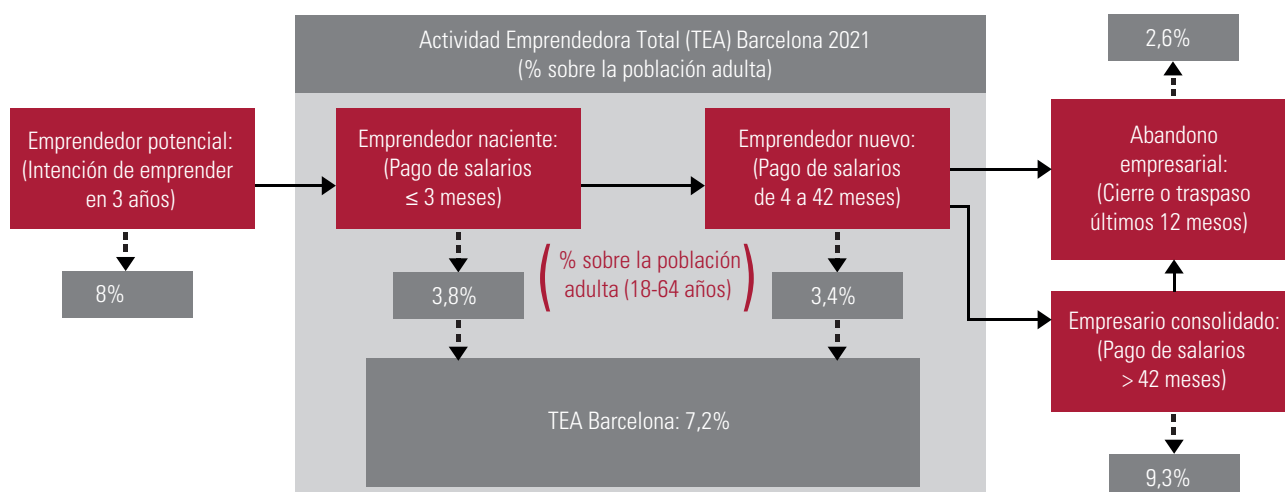 Actividad Emprendedora Total (TEA) Barcelona 2021
(% sobre la población adulta)
Emprendedor potencial:
(Intención de emprender
en 3 años)
8%
Emprendedor naciente:
(Pago de salarios
≤ 3 meses)
3,8%
(% sobre la población
adulta (18-64 años))
Emprendedor nuevo:
(Pago de salarios
de 4 a 42 meses)
3,4%
TEA Barcelona: 7,2%
2,6%
Abandono
empresarial:
(Cierre o traspaso
últimos 12 mesos)
Empresario consolidado:
(Pago de salarios
> 42 meses)
9,3%